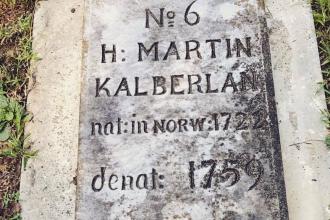 № 6
H: MARTIN
KALBERLAN
nat: in NORW: 1722
denat: 1759